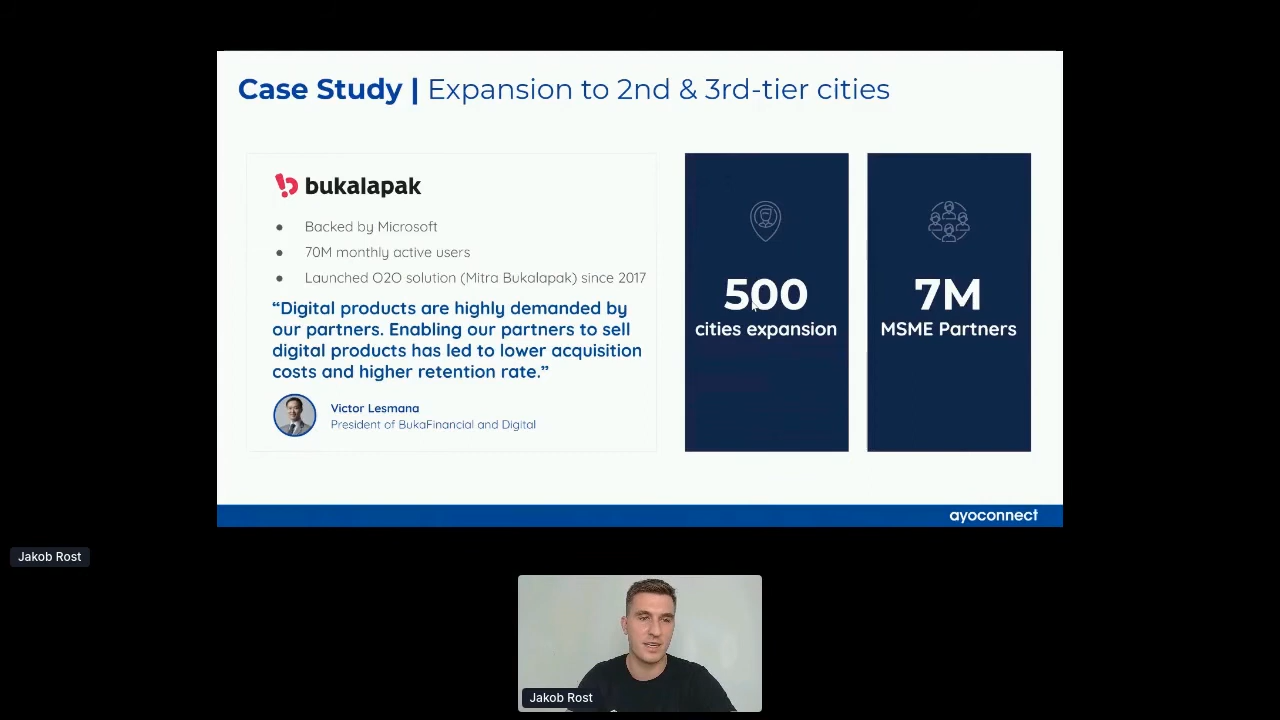 Case Study | Expansion to 2nd & 3rd-tier cities
bukalapak
● Backed by Microsoft
● 70M monthly active users
● Launched O2O solution (Mitra Bukalapak) since 2017
“Digital products are highly demanded by
our partners. Enabling our partners to sell
digital products has led to lower acquisition
costs and higher retention rate.”
Victor Lesmana
President of BukaFinancial and Digital
500
cities expansion
7M
MSME Partners
ayoconnect
Jakob Rost
Jakob Rost